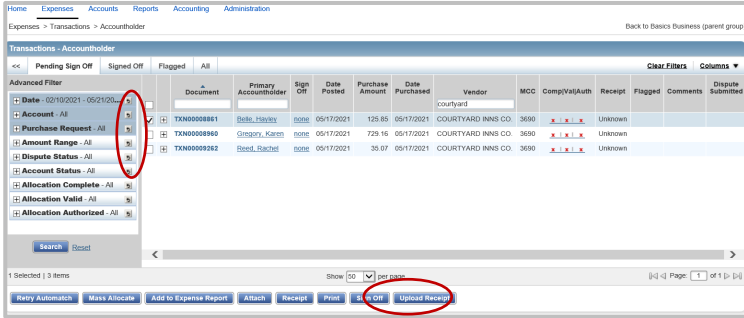 Home Expenses Accounts Reports Accounting Administration
Expenses > Transactions > Accountholder Back to Basics Business (parent group
Transactions - Accountholder
<< Pending Sign Off Signed Off Flagged All Clear Filters Columns ▼
Advanced Filter
Date - 02/10/2021 - 05/21/20...
Account - All
Purchase Request - All
Amount Range - All
Dispute Status - All
Account Status - All
Allocation Complete - All
Allocation Valid - All
Allocation Authorized - All
Search Reset
Document Primary Accountholder Sign Off Date Posted Purchase Amount Date Purchased Vendor MCC Comp|Val|Auth Receipt Flagged Comments Dispute Submitted
courtyard
TXN00008861 Belle, Hayley none 05/17/2021 125.85 05/17/2021 COURTYARD INNS CO. 3690 x | x | x Unknown
TXN00008960 Gregory, Karen none 05/17/2021 729.16 05/17/2021 COURTYARD INNS CO. 3690 x | x | x Unknown
TXN00009262 Reed, Rachel none 05/17/2021 35.07 05/17/2021 COURTYARD INNS CO. 3690 x | x | x Unknown
1 Selected | 3 items Show 50 per page Page: 1 of 1
Retry Automatch Mass Allocate Add to Expense Report Attach Receipt Print Sign Off Upload Receipt